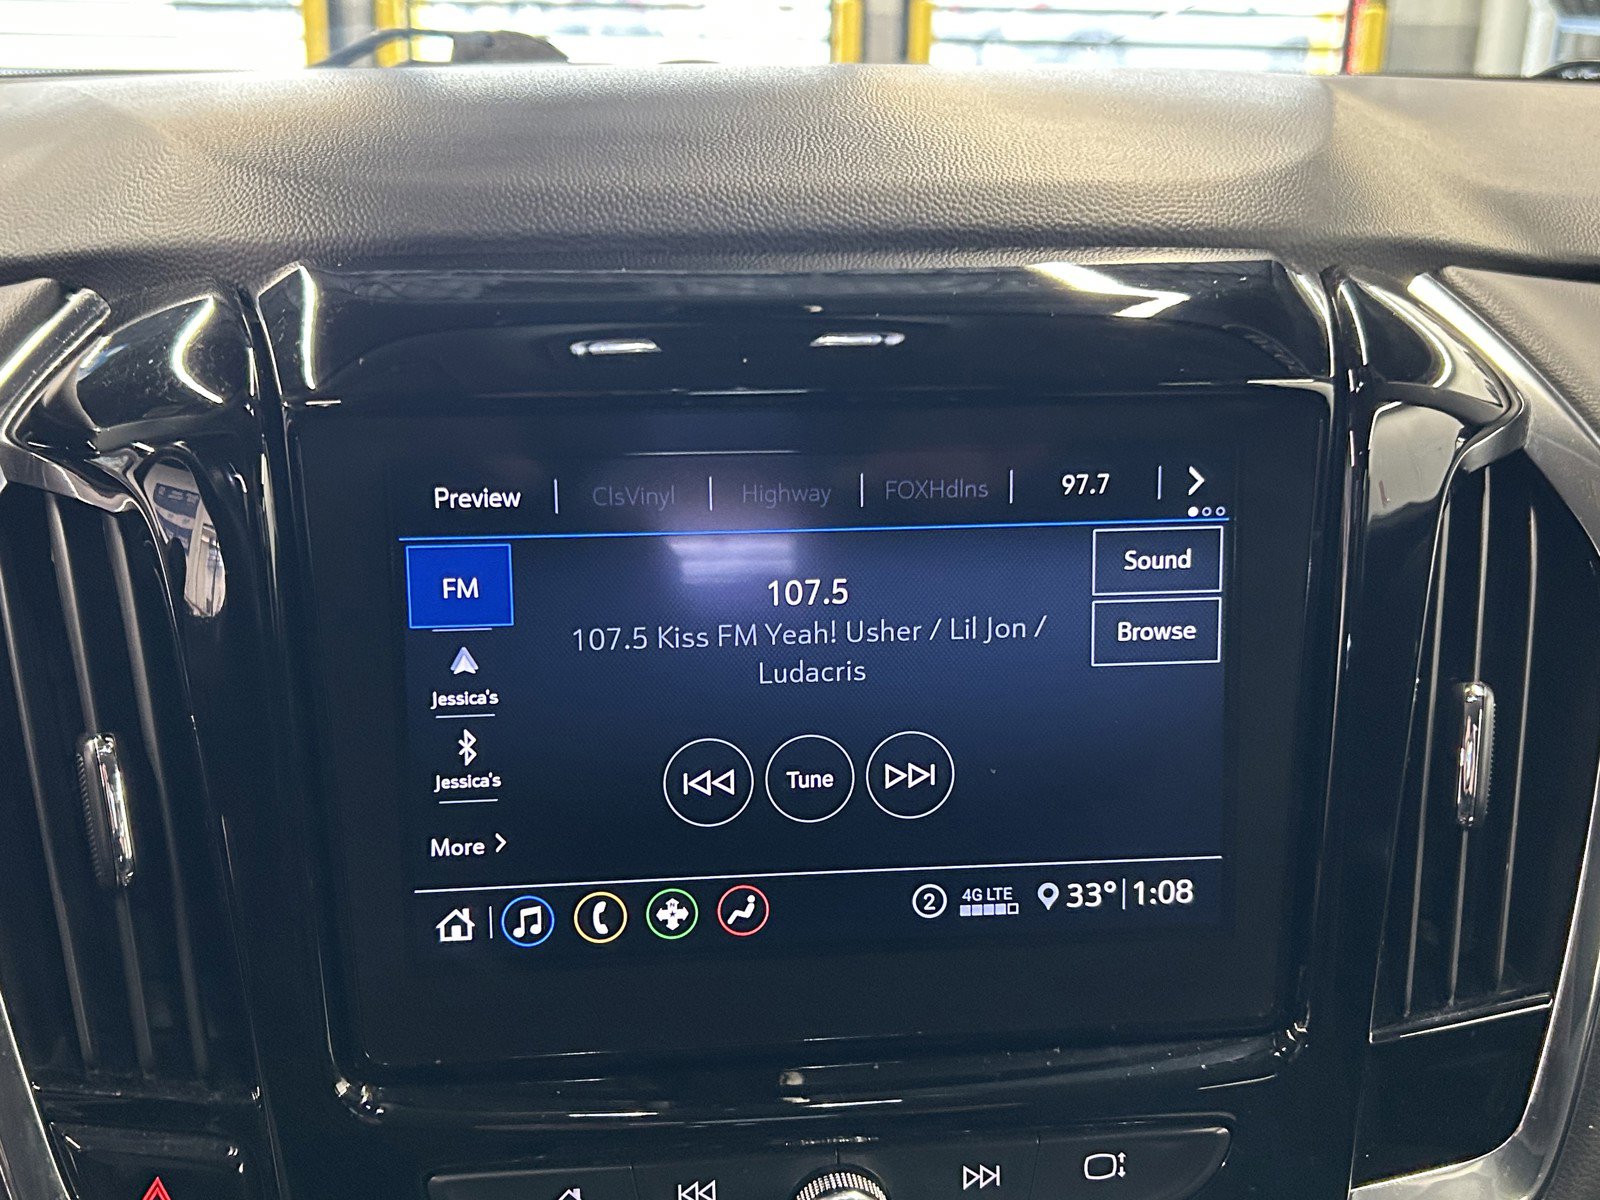 Preview
ClsVinyl
Highway
FOXHdlns
97.7
FM
107.5
Sound
107.5 Kiss FM Yeah! Usher / Lil Jon /
Ludacris
Browse
Jessica's
Jessica's
Tune
More
2
4G LTE
33°
1:08